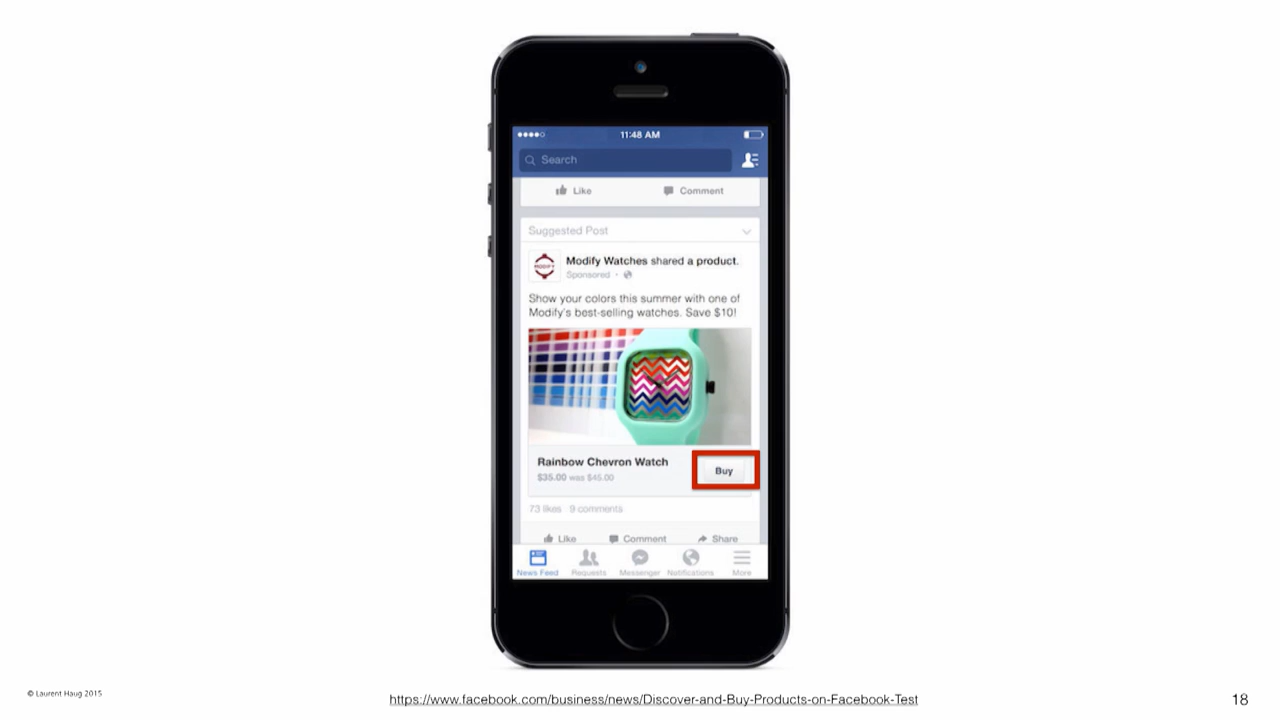 11:48 AM
Search
Like Comment
Suggested Post
MODIFY
Modify Watches shared a product.
Sponsored ·
Show your colors this summer with one of
Modify's best-selling watches. Save $10!
Rainbow Chevron Watch
$35.00 was $45.00
Buy
73 likes 9 comments
Like Comment Share
News Feed Requests Messenger Notifications More
© Laurent Haug 2015
https://www.facebook.com/business/news/Discover-and-Buy-Products-on-Facebook-Test
18